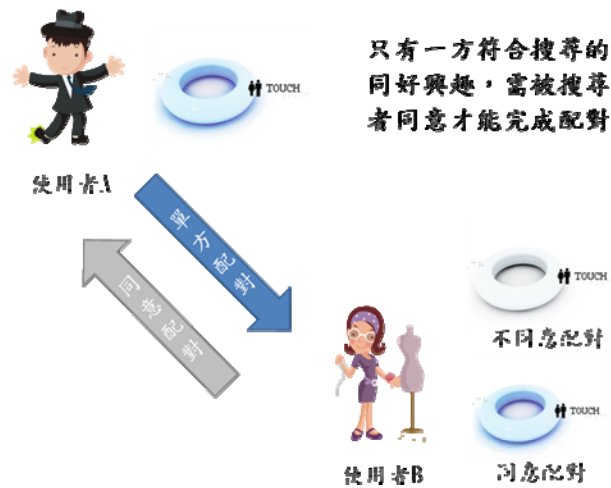 TOUCH
只有一方符合搜尋的
同好興趣,需被搜尋
者同意才能完成配對
使用者A
單方配對
同意配對
TOUCH
不同意配對
TOUCH
使用者B
同意配對